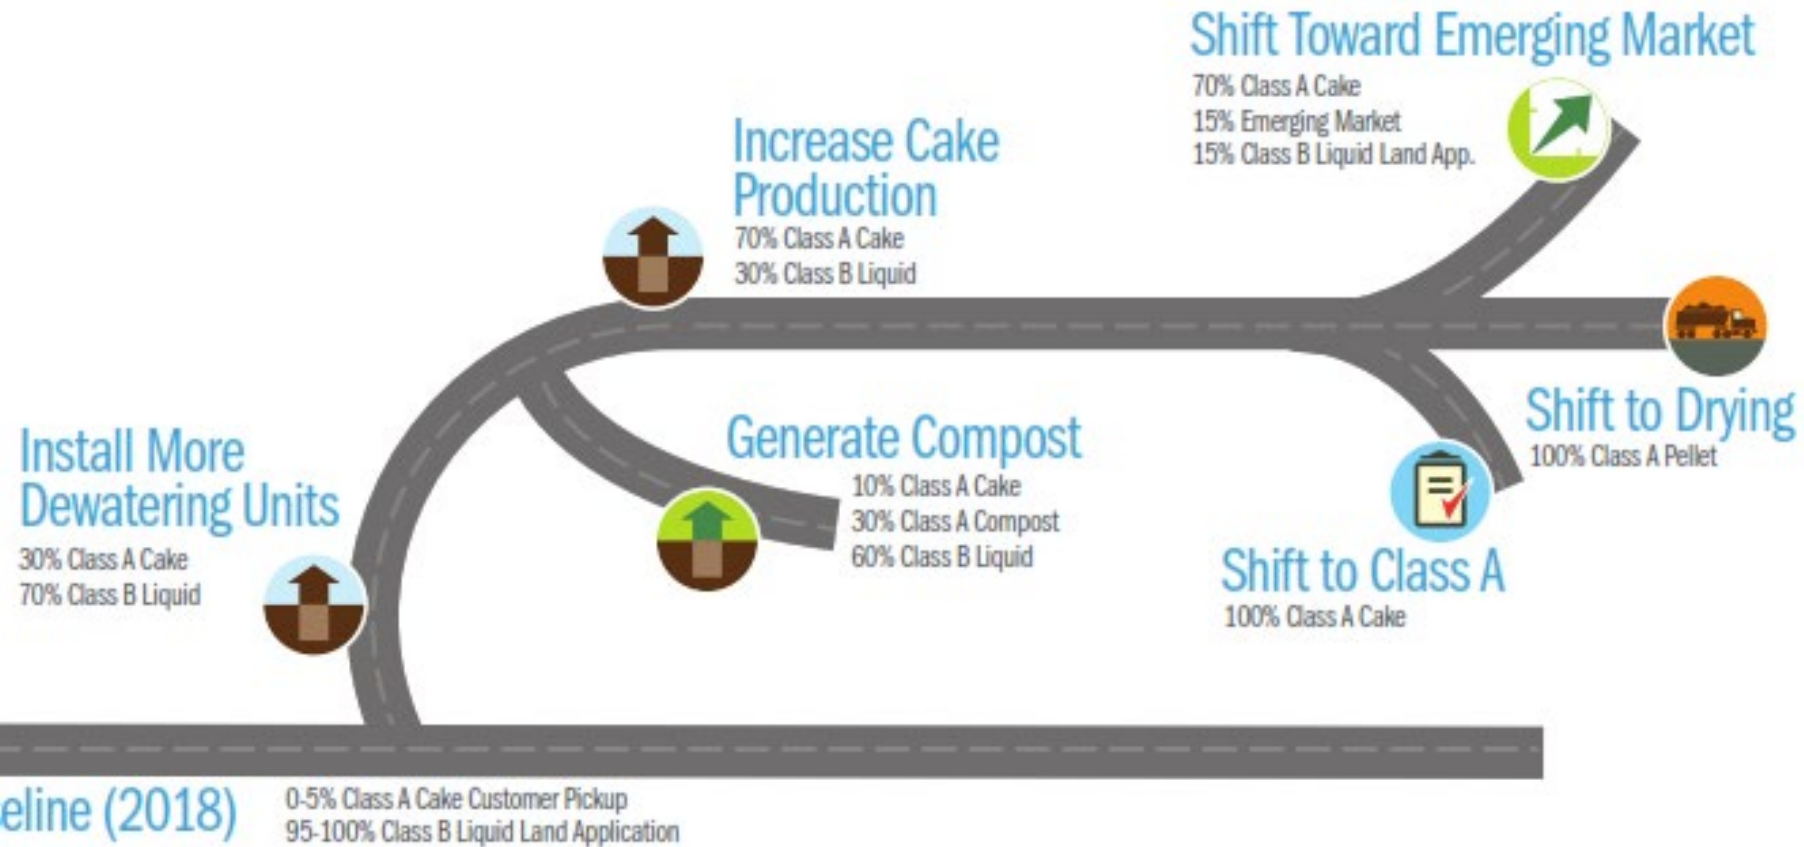 Shift Toward Emerging Market
70% Class A Cake
15% Emerging Market
15% Class B Liquid Land App.
Increase Cake
Production
70% Class A Cake
30% Class B Liquid
Shift to Drying
100% Class A Pellet
Generate Compost
10% Class A Cake
30% Class A Compost
60% Class B Liquid
Install More
Dewatering Units
30% Class A Cake
70% Class B Liquid
Shift to Class A
100% Class A Cake
eline (2018)
0-5% Class A Cake Customer Pickup
95-100% Class B Liquid Land Application